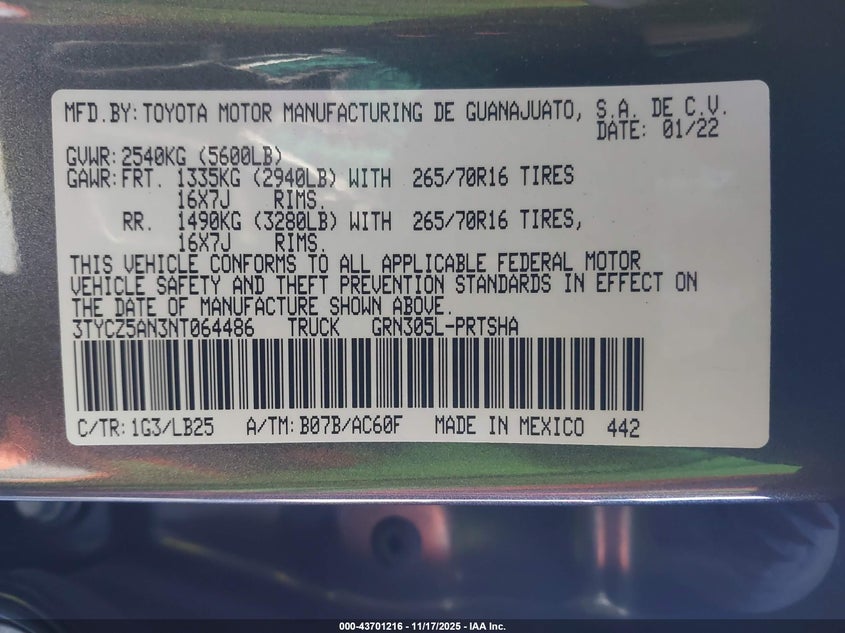 MFD.BY: TOYOTA MOTOR MANUFACTURING DE GUANAJUATO, S.A. DE C.V.
DATE: 01/22
GVWR: 2540KG (5600LB)
GAWR: FRT. 1335KG (2940LB) WITH 265/70R16 TIRES
16X7J RIMS.
RR. 1490KG (3280LB) WITH 265/70R16 TIRES,
16X7J RIMS.
THIS VEHICLE CONFORMS TO ALL APPLICABLE FEDERAL MOTOR
VEHICLE SAFETY AND THEFT PREVENTION STANDARDS IN EFFECT ON
THE DATE OF MANUFACTURE SHOWN ABOVE.
3TYCZ5AN3NT064486 TRUCK GRN305L-PRTSHA
C/TR: 1G3/LB25 A/TM: B07B/AC60F MADE IN MEXICO 442
000-43701216 - 11/17/2025 - IAA Inc.